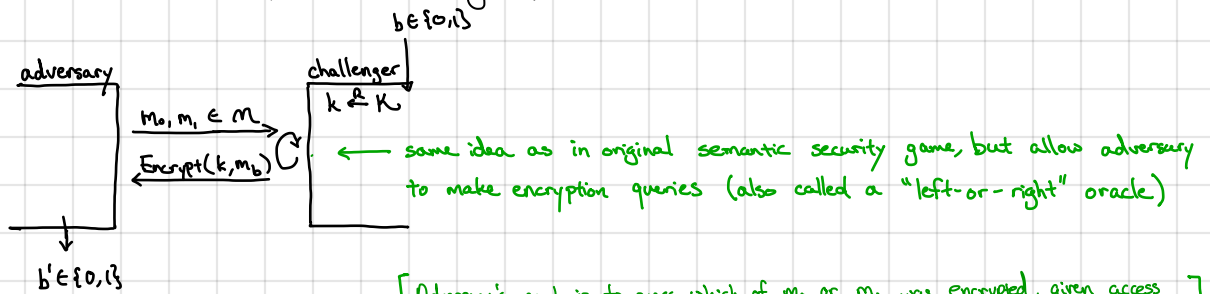 b∈{0,1}
adversary
challenger
k ←ᴿ K
m₀, m₁ ∈ M
Encrypt(k, m_b)
← same idea as in original semantic security game, but allow adversary
to make encryption queries (also called a "left-or-right" oracle)
b'∈{0,1}